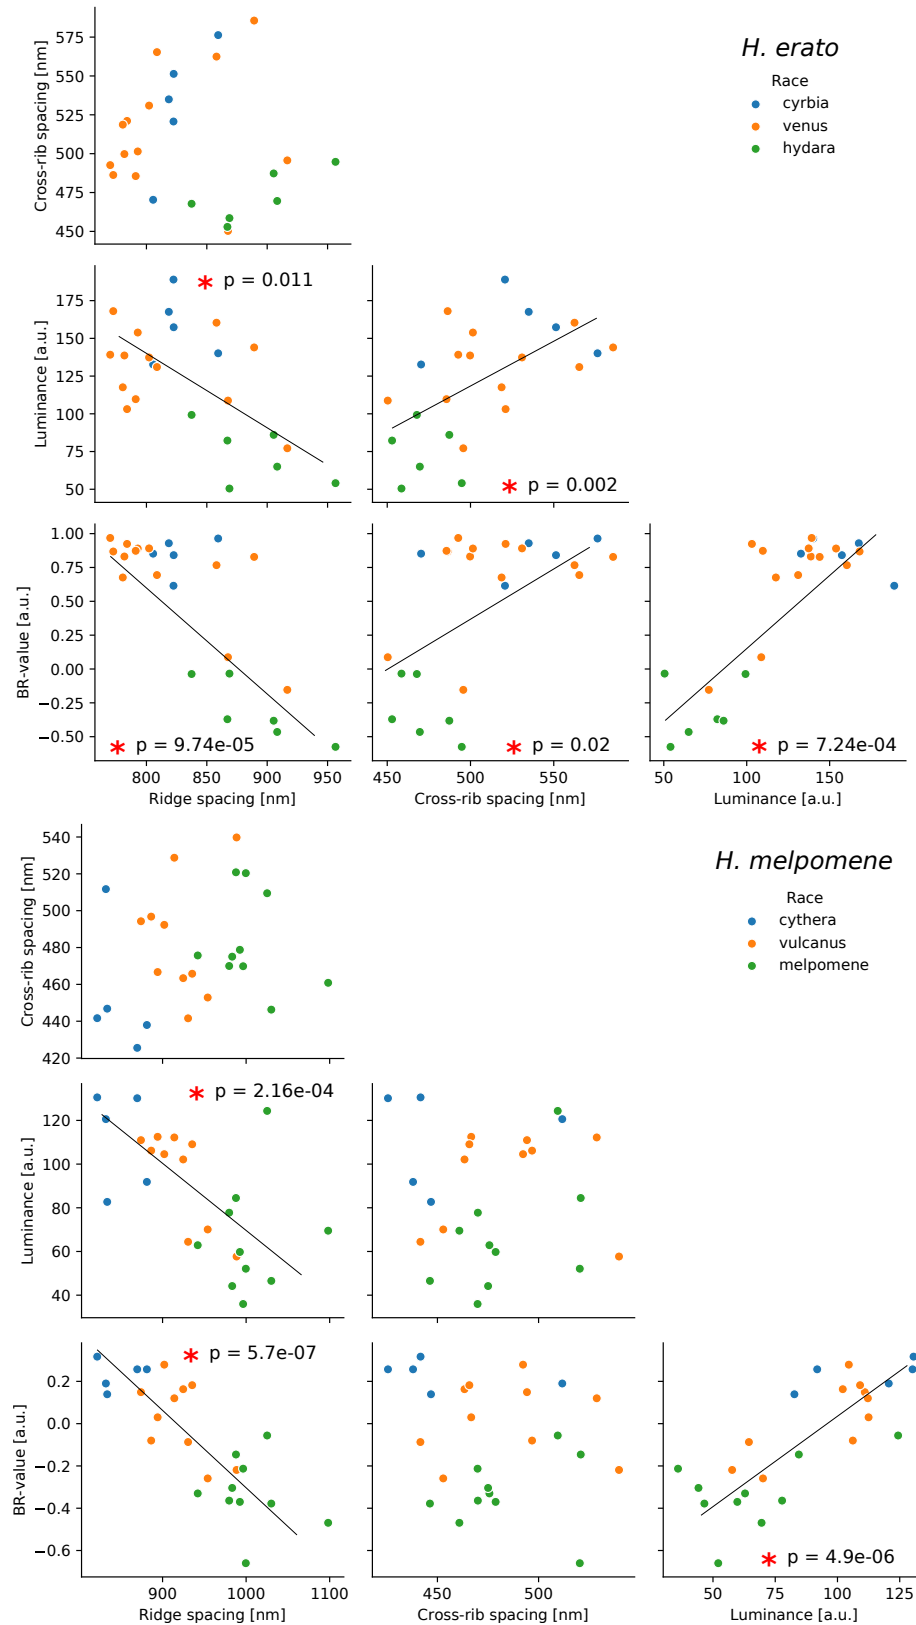 H. erato
Race
cyrbia
venus
hydara
Cross-rib spacing [nm]
575
550
525
500
475
450
* p = 0.011
Luminance [a.u.]
175
150
125
100
75
50
* p = 0.002
BR-value [a.u.]
1.00
0.75
0.50
0.25
0.00
−0.25
−0.50
* p = 9.74e-05
* p = 0.02
* p = 7.24e-04
800 850 900 950
450 500 550
50 100 150
Ridge spacing [nm]
Cross-rib spacing [nm]
Luminance [a.u.]
H. melpomene
Race
cythera
vulcanus
melpomene
Cross-rib spacing [nm]
540
520
500
480
460
440
420
* p = 2.16e-04
Luminance [a.u.]
120
100
80
60
40
* p = 5.7e-07
BR-value [a.u.]
0.2
0.0
−0.2
−0.4
−0.6
* p = 4.9e-06
900 1000 1100
450 500
50 75 100 125
Ridge spacing [nm]
Cross-rib spacing [nm]
Luminance [a.u.]